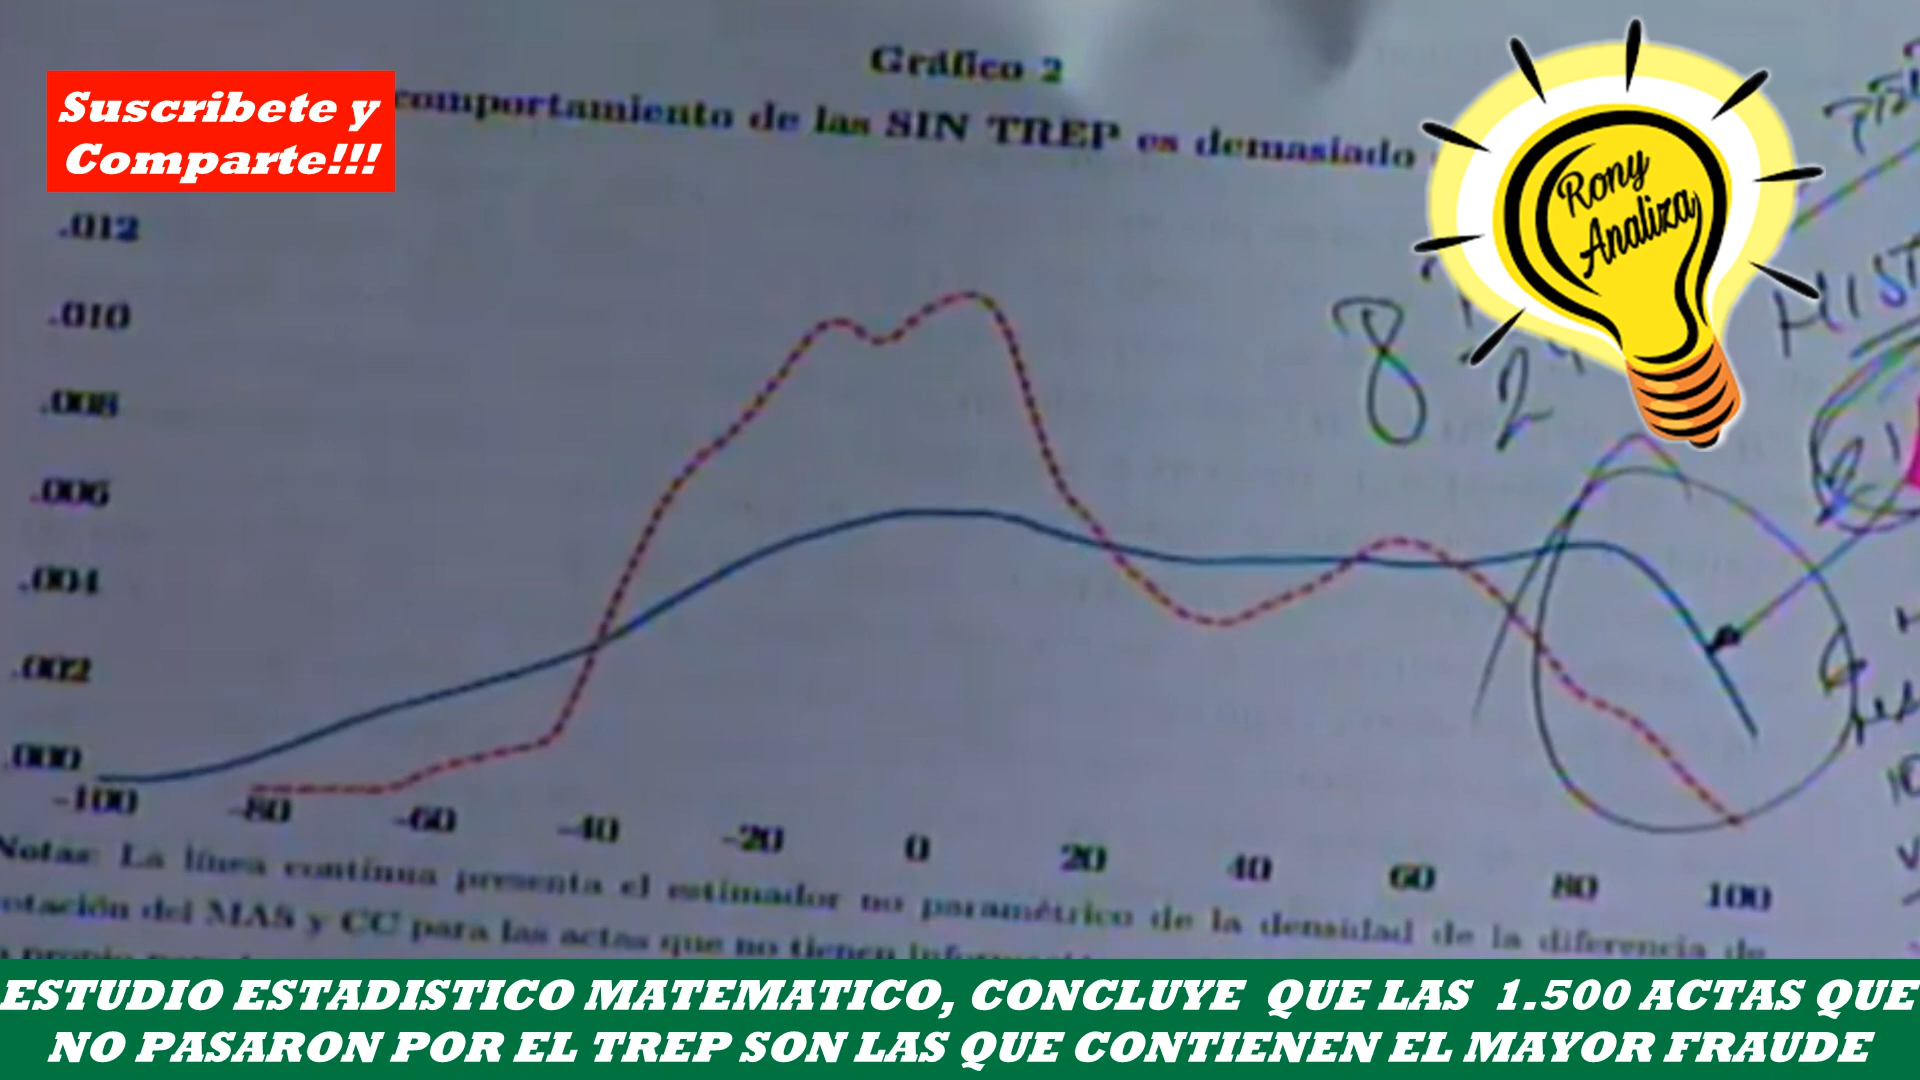 Gráfico 2
Suscribete y
Comparte!!!
comportamiento de las SIN TREP es demasiado
Rony
Analiza
.012
.010
.008
.006
.004
.002
.000
8
2
MIST
-100 -80 -60 -40 -20 0 20 40 60 80 100
Notas: La línea contínua presenta el estimador no paramétrico de la densidad de la diferencia de
otación del MAS y CC para las actas que no tienen
ESTUDIO ESTADISTICO MATEMATICO, CONCLUYE QUE LAS 1.500 ACTAS QUE
NO PASARON POR EL TREP SON LAS QUE CONTIENEN EL MAYOR FRAUDE